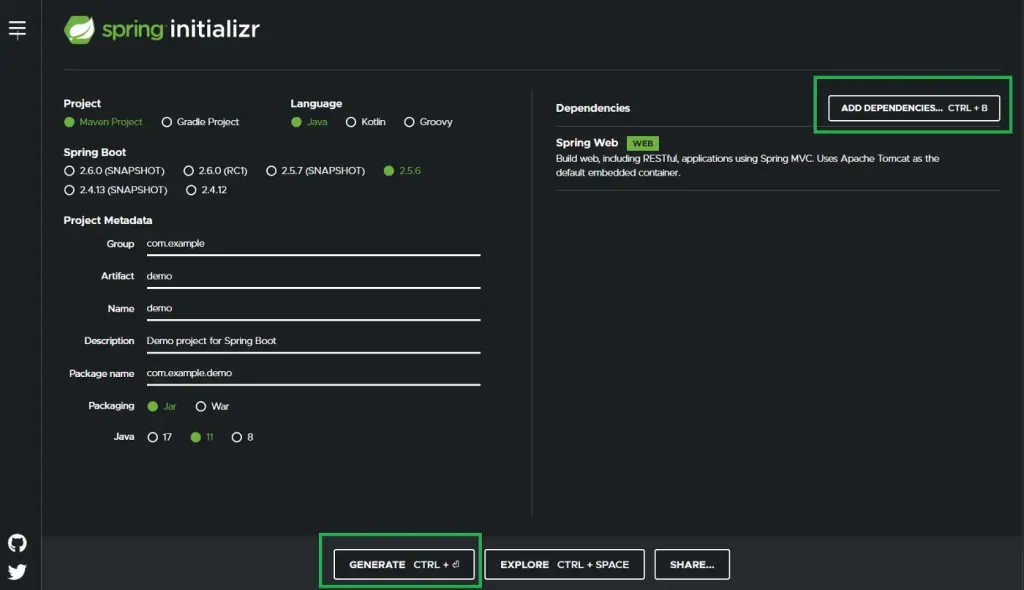 spring initializr
Project
Maven Project Gradle Project
Language
Java Kotlin Groovy
Spring Boot
2.6.0 (SNAPSHOT) 2.6.0 (RC1) 2.5.7 (SNAPSHOT) 2.5.6
2.4.13 (SNAPSHOT) 2.4.12
Project Metadata
Group com.example
Artifact demo
Name demo
Description Demo project for Spring Boot
Package name com.example.demo
Packaging Jar War
Java 17 11 8
Dependencies
ADD DEPENDENCIES... CTRL + B
Spring Web WEB
Build web, including RESTful, applications using Spring MVC. Uses Apache Tomcat as the
default embedded container.
GENERATE CTRL + ⏎
EXPLORE CTRL + SPACE
SHARE...